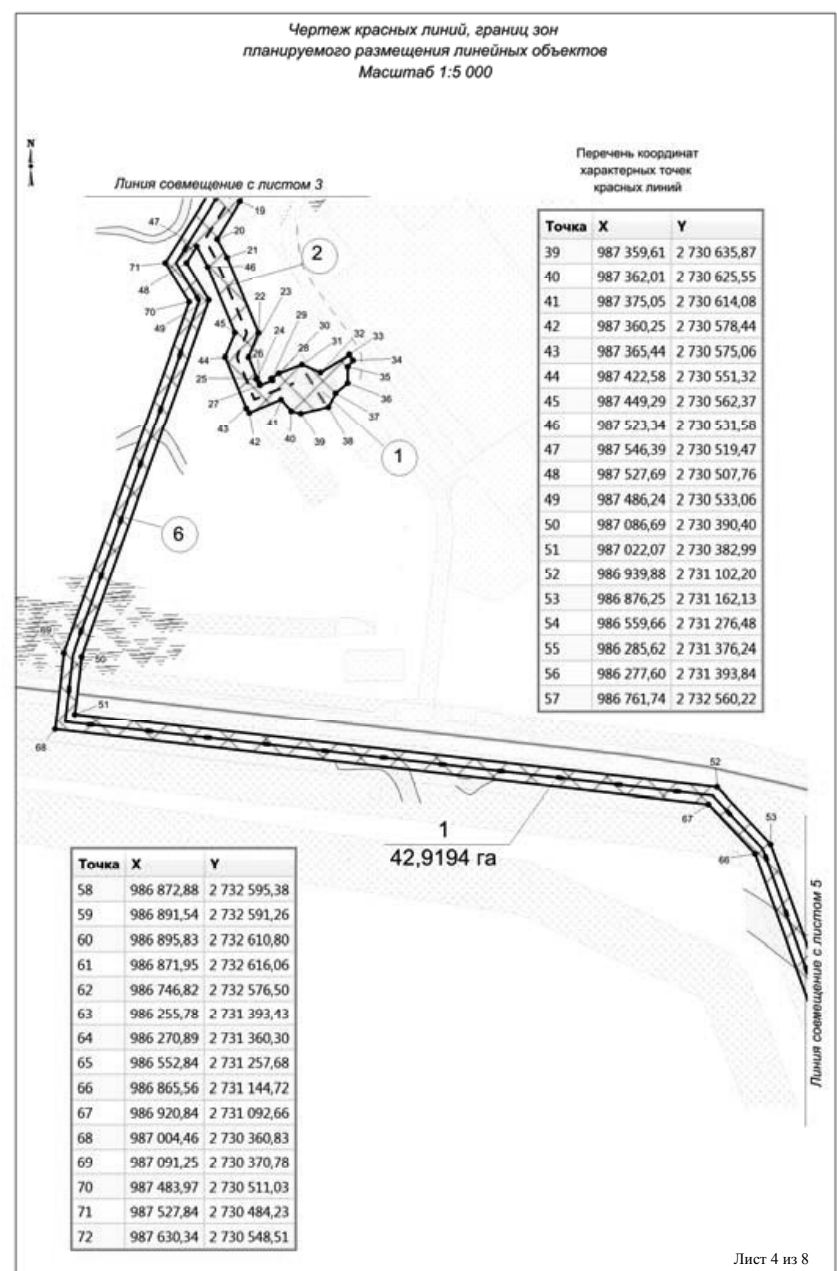 Чертеж красных линий, границ зон
планируемого размещения линейных объектов
Масштаб 1:5 000
N
Линия совмещение с листом 3
Перечень координат
характерных точек
красных линий
Точка X Y
39 987 359,61 2 730 635,87
40 987 362,01 2 730 625,55
41 987 375,05 2 730 614,08
42 987 360,25 2 730 578,44
43 987 365,44 2 730 575,06
44 987 422,58 2 730 551,32
45 987 449,29 2 730 562,37
46 987 523,34 2 730 531,58
47 987 546,39 2 730 519,47
48 987 527,69 2 730 507,76
49 987 486,24 2 730 533,06
50 987 086,69 2 730 390,40
51 987 022,07 2 730 382,99
52 986 939,88 2 731 102,20
53 986 876,25 2 731 162,13
54 986 559,66 2 731 276,48
55 986 285,62 2 731 376,24
56 986 277,60 2 731 393,84
57 986 761,74 2 732 560,22
19
47
20
21
2
71
46
48
22
23
70
24
29
49
30
45
32
33
28
31
44
26
34
25
35
27
36
37
43
42
41
40
39
38
1
6
69
50
51
68
52
67
53
66
1
42,9194 га
Линия совмещение с листом 5
Точка X Y
58 986 872,88 2 732 595,38
59 986 891,54 2 732 591,26
60 986 895,83 2 732 610,80
61 986 871,95 2 732 616,06
62 986 746,82 2 732 576,50
63 986 255,78 2 731 393,43
64 986 270,89 2 731 360,30
65 986 552,84 2 731 257,68
66 986 865,56 2 731 144,72
67 986 920,84 2 731 092,66
68 987 004,46 2 730 360,83
69 987 091,25 2 730 370,78
70 987 483,97 2 730 511,03
71 987 527,84 2 730 484,23
72 987 630,34 2 730 548,51
Лист 4 из 8